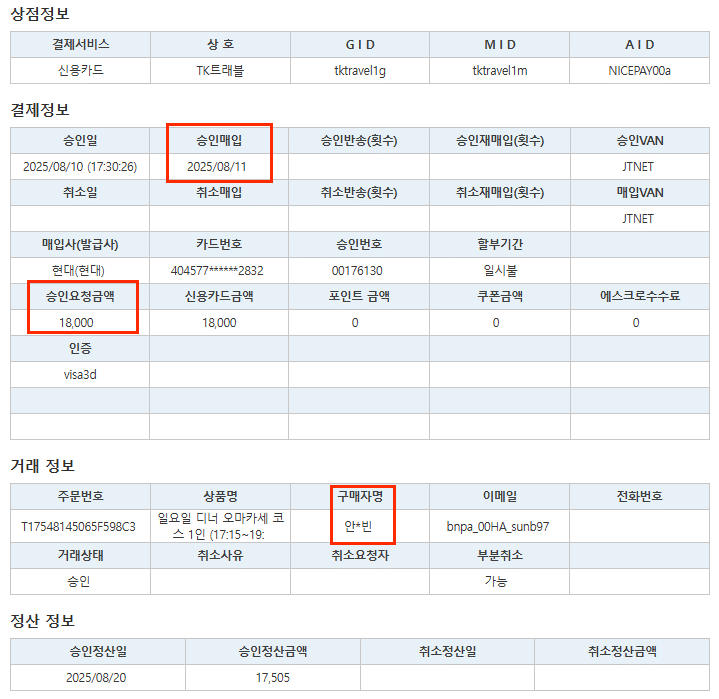 상점정보
결제서비스 상 호 G I D M I D A I D
신용카드 TK트래블 tktravel1g tktravel1m NICEPAY00a
결제정보
승인일 승인매입 승인반송(횟수) 승인재매입(횟수) 승인VAN
2025/08/10 (17:30:26) 2025/08/11 JTNET
취소일 취소매입 취소반송(횟수) 취소재매입(횟수) 매입VAN
JTNET
매입사(발급사) 카드번호 승인번호 할부기간
현대(현대) 404577******2832 00176130 일시불
승인요청금액 신용카드금액 포인트 금액 쿠폰금액 에스크로수수료
18,000 18,000 0 0 0
인증
visa3d
거래 정보
주문번호 상품명 구매자명 이메일 전화번호
T17548145065F598C3 일요일 디너 오마카세 코 안*빈 bnpa_00HA_sunb97
스 1인 (17:15~19:
거래상태 취소사유 취소요청자 부분취소
승인 가능
정산 정보
승인정산일 승인정산금액 취소정산일 취소정산금액
2025/08/20 17,505